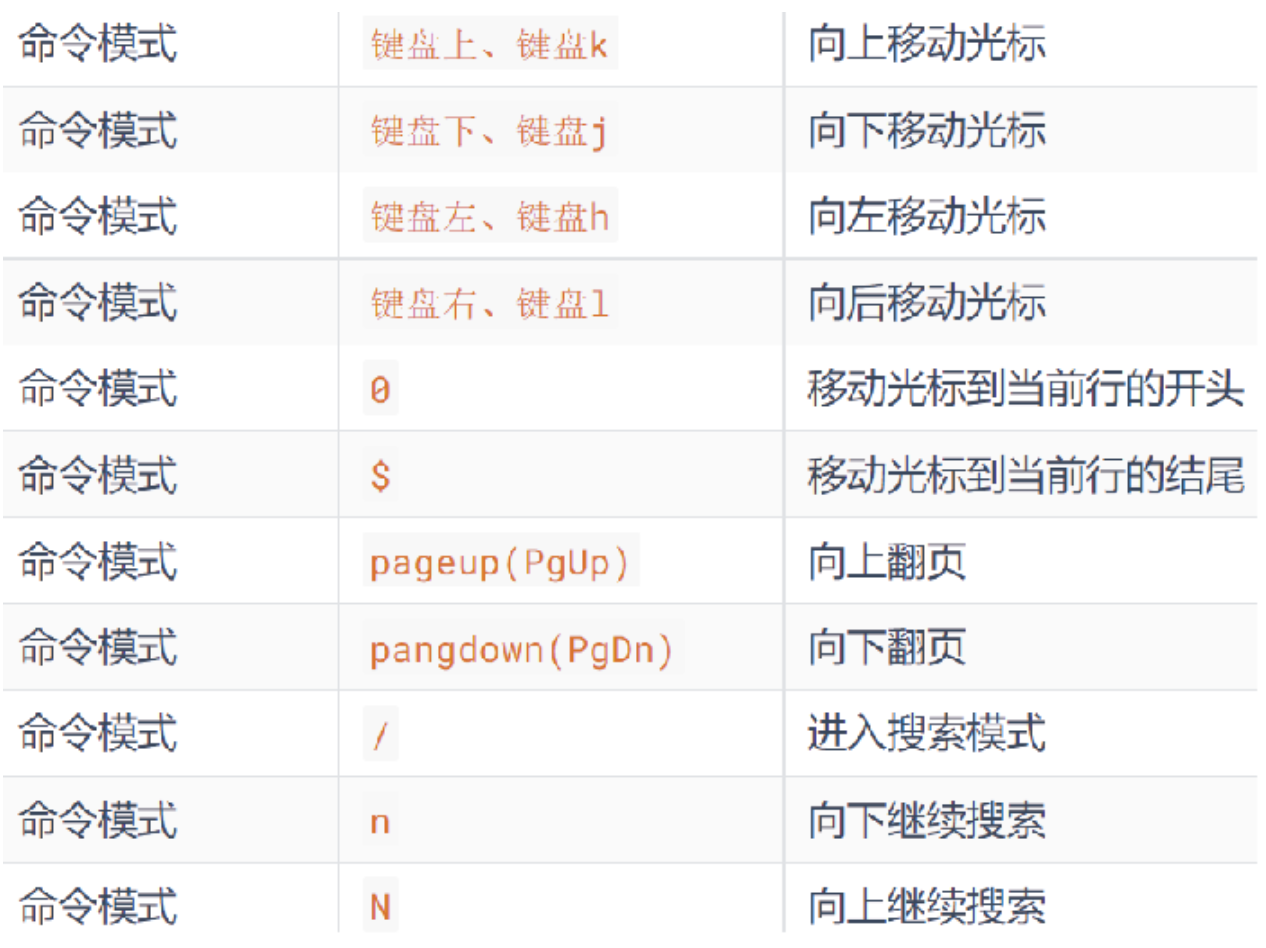 命令模式 键盘上、键盘k 向上移动光标
命令模式 键盘下、键盘j 向下移动光标
命令模式 键盘左、键盘h 向左移动光标
命令模式 键盘右、键盘l 向后移动光标
命令模式 0 移动光标到当前行的开头
命令模式 $ 移动光标到当前行的结尾
命令模式 pageup(PgUp) 向上翻页
命令模式 pangdown(PgDn) 向下翻页
命令模式 / 进入搜索模式
命令模式 n 向下继续搜索
命令模式 N 向上继续搜索